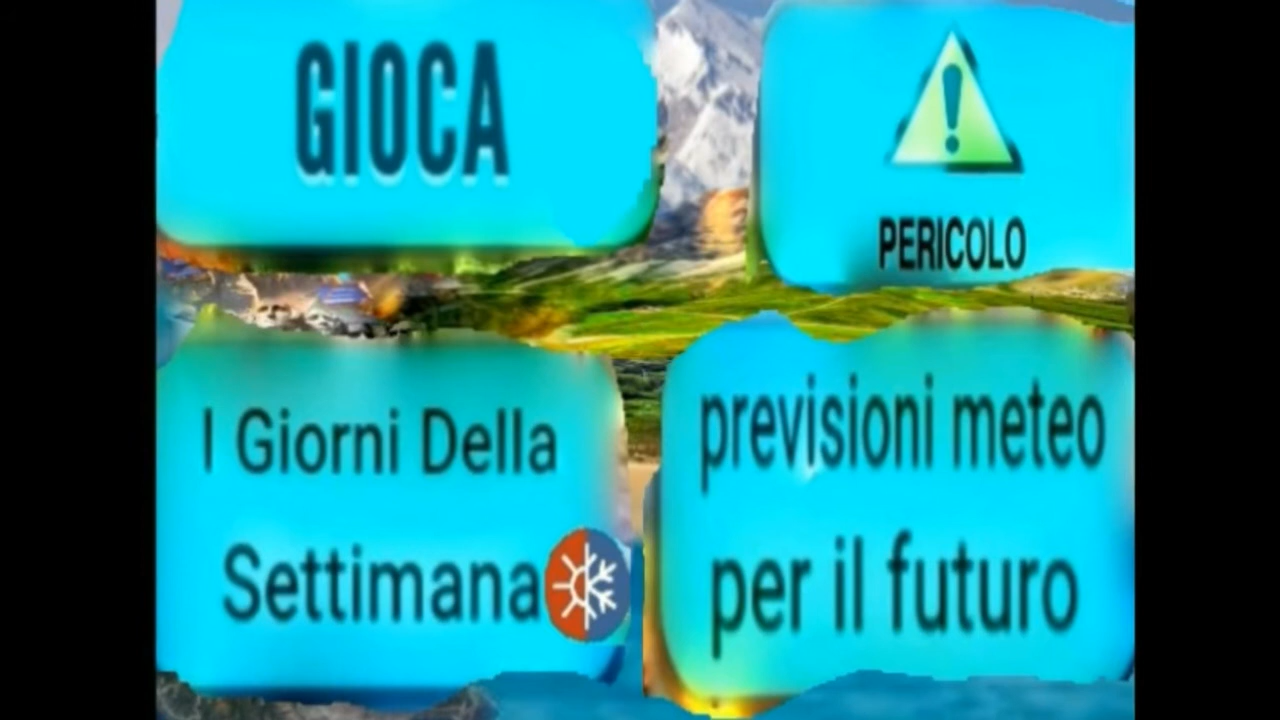 GIOCA
PERICOLO
I Giorni Della
Settimana
previsioni meteo
per il futuro